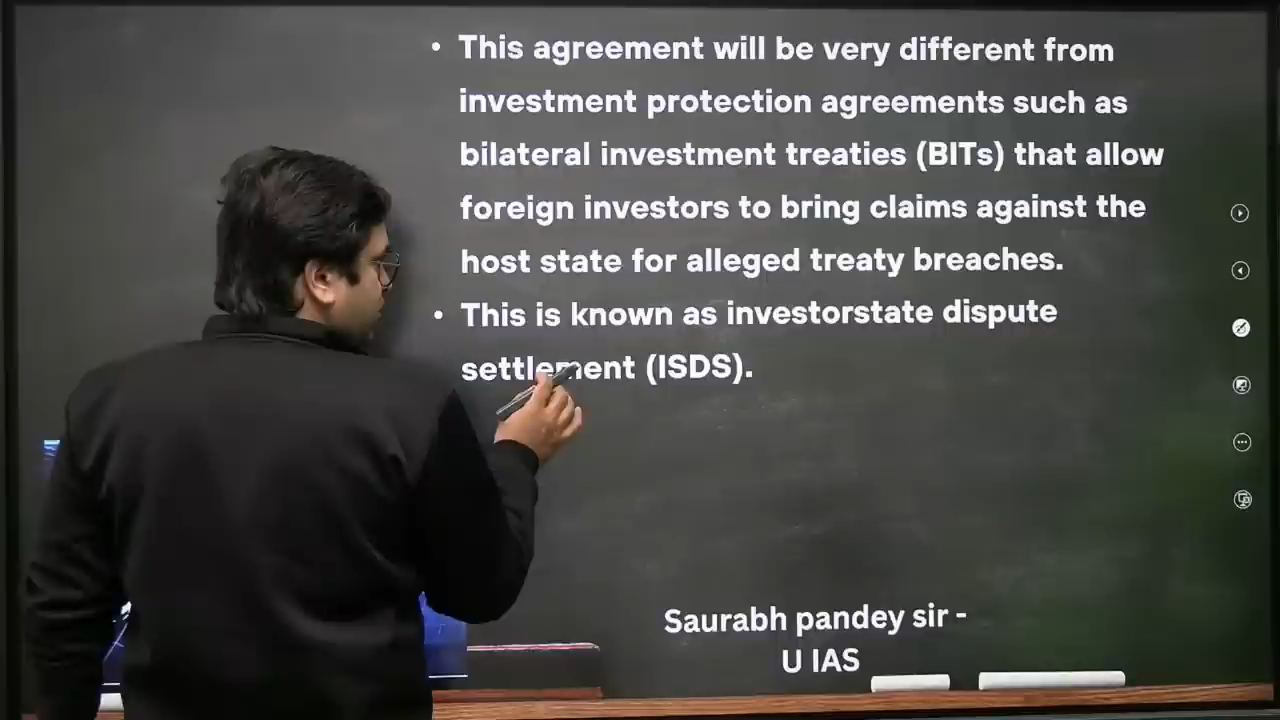 • This agreement will be very different from
investment protection agreements such as
bilateral investment treaties (BITs) that allow
foreign investors to bring claims against the
host state for alleged treaty breaches.
• This is known as investorstate dispute
settlement (ISDS).
Saurabh pandey sir -
U IAS